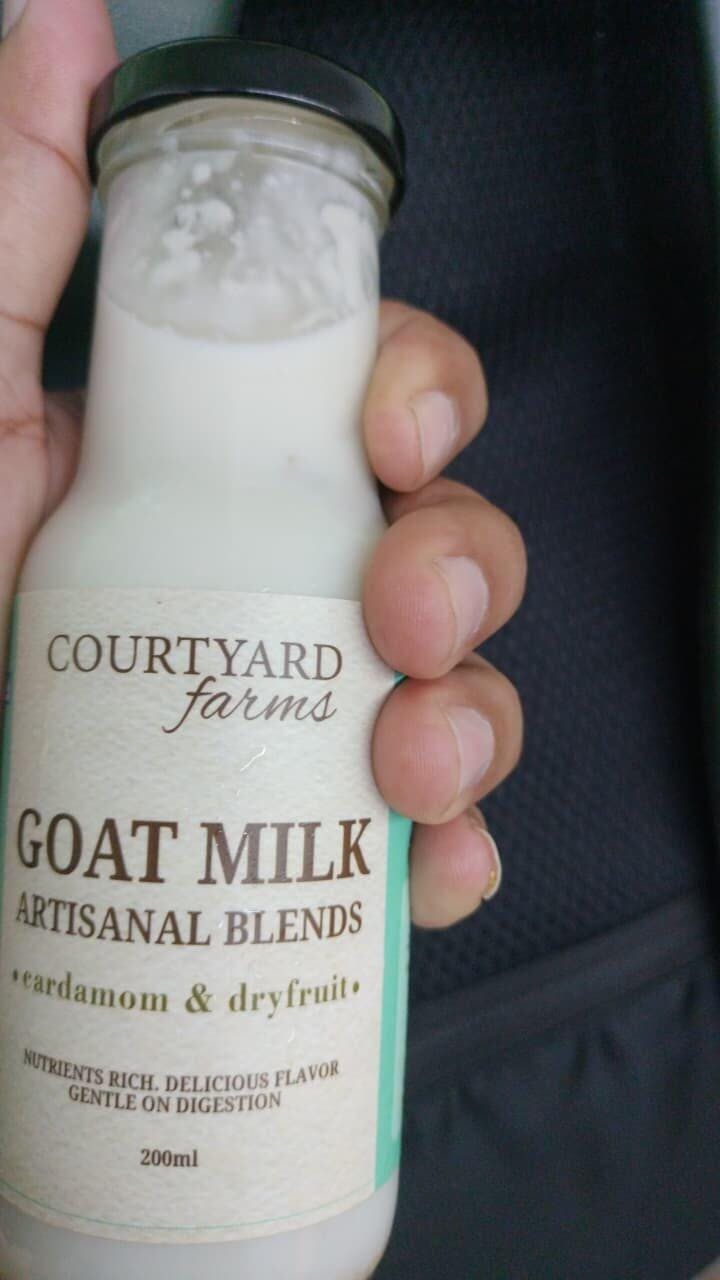 COURTYARD
farms
GOAT MILK
ARTISANAL BLENDS
•cardamom & dryfruit•
NUTRIENTS RICH, DELICIOUS FLAVOR
GENTLE ON DIGESTION
200ml